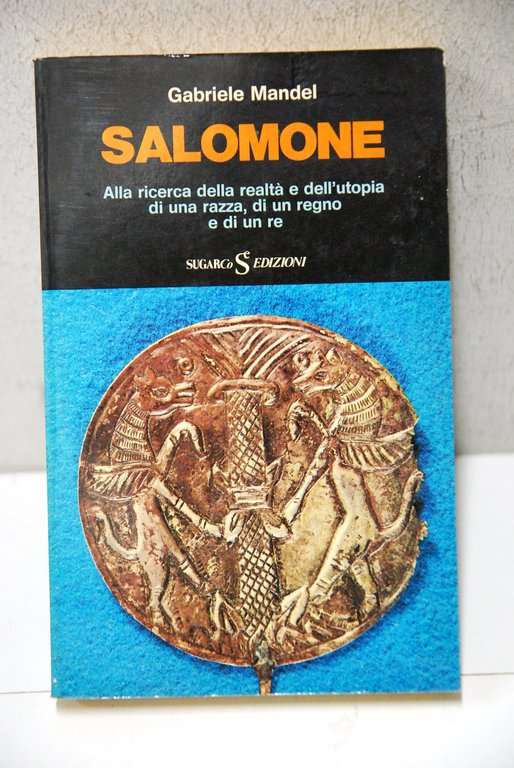 Gabriele Mandel
SALOMONE
Alla ricerca della realtà e dell'utopia
di una razza, di un regno
e di un re
SUGARCo Se EDIZIONI